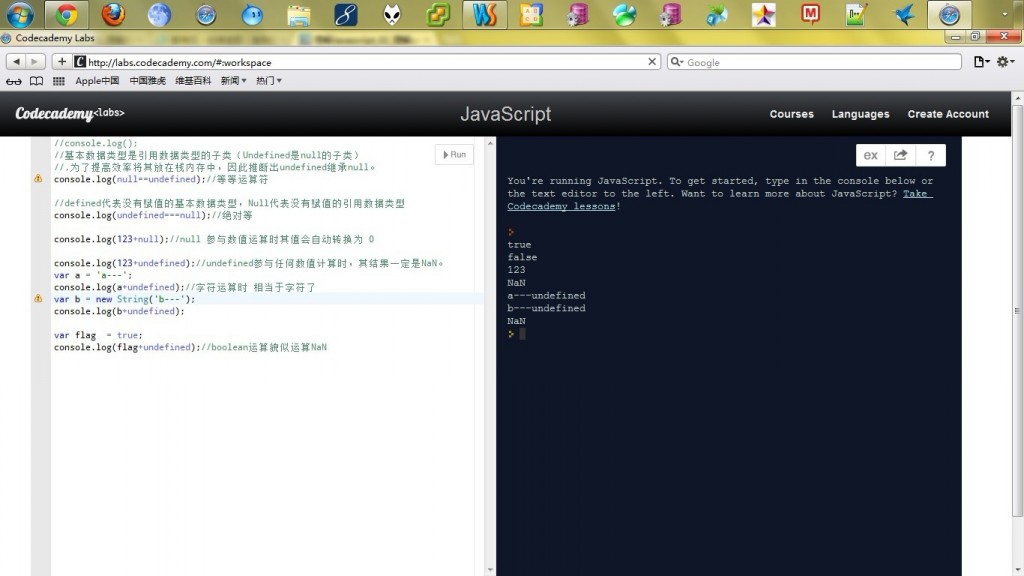 Codecademy Labs
http://labs.codecademy.com/#:workspace
Google
Apple中国 中国雅虎 维基百科 新闻 热门
Codecademy<labs>
JavaScript
Courses Languages Create Account
//console.log();
//基本数据类型是引用数据类型的子类（Undefined是null的子类）
//.为了提高效率将其放在栈内存中，因此推断出undefined继承null。
console.log(null==undefined);//等等运算符
//defined代表没有赋值的基本数据类型，Null代表没有赋值的引用数据类型
console.log(undefined===null);//绝对等
console.log(123+null);//null 参与数值运算时其值会自动转换为 0
console.log(123+undefined);//undefined参与任何数值计算时，其结果一定是NaN。
var a = 'a---';
console.log(a+undefined);//字符运算时 相当于字符了
var b = new String('b---');
console.log(b+undefined);
var flag  = true;
console.log(flag+undefined);//boolean运算貌似运算NaN
Run
ex ?
You're running JavaScript. To get started, type in the console below or
the text editor to the left. Want to learn more about JavaScript? Take
Codecademy lessons!
>
true
false
123
NaN
a---undefined
b---undefined
NaN
>